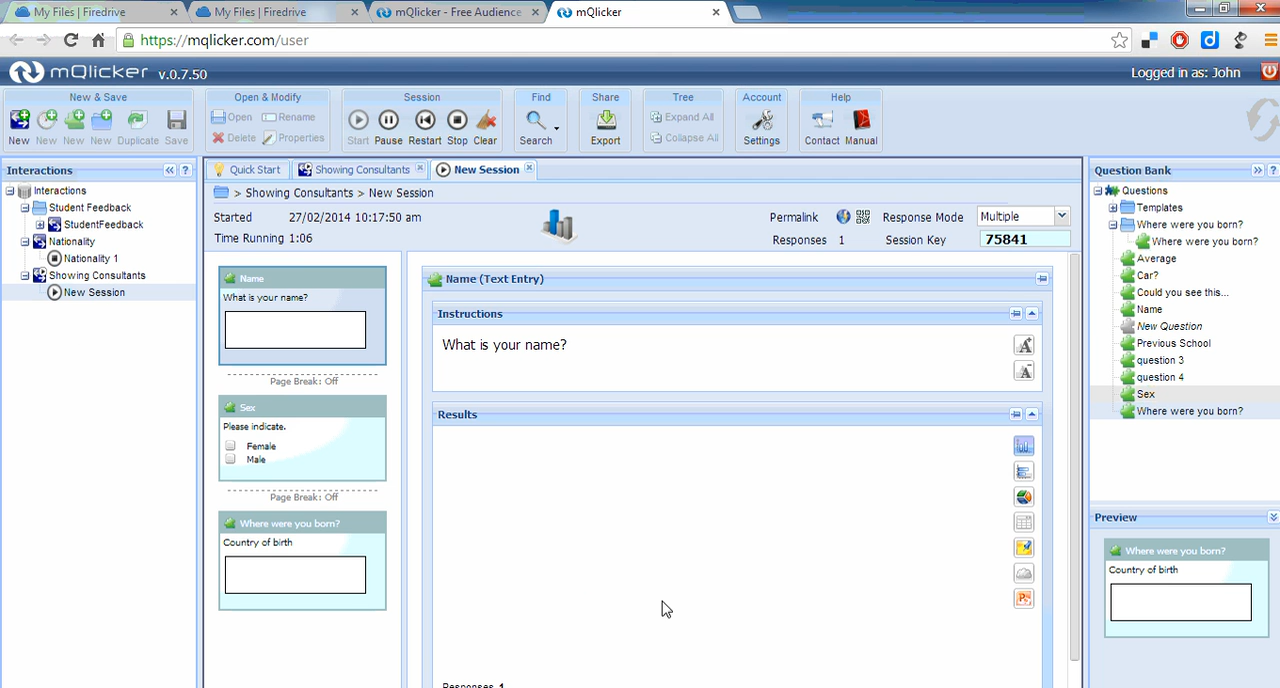 My Files | Firedrive
My Files | Firedrive
mQlicker - Free Audience
mQlicker
https://mqlicker.com/user
mQlicker v.0.7.50
Logged in as: John
New & Save
New New New New Duplicate Save
Open & Modify
Open Rename
Delete Properties
Session
Start Pause Restart Stop Clear
Find
Search
Share
Export
Tree
Expand All
Collapse All
Account
Settings
Help
Contact Manual
Interactions
?
Interactions
Student Feedback
StudentFeedback
Nationality
Nationality 1
Showing Consultants
New Session
Quick Start
Showing Consultants
New Session
> Showing Consultants > New Session
Started 27/02/2014 10:17:50 am
Time Running 1:06
Permalink
Response Mode Multiple
Responses 1
Session Key 75841
Name
What is your name?
Page Break: Off
Sex
Please indicate.
Female
Male
Page Break: Off
Where were you born?
Country of birth
Name (Text Entry)
Instructions
What is your name?
Results
Responses 1
Question Bank
?
Questions
Templates
Where were you born?
Where were you born?
Average
Car?
Could you see this...
Name
New Question
Previous School
question 3
question 4
Sex
Where were you born?
Preview
Where were you born?
Country of birth